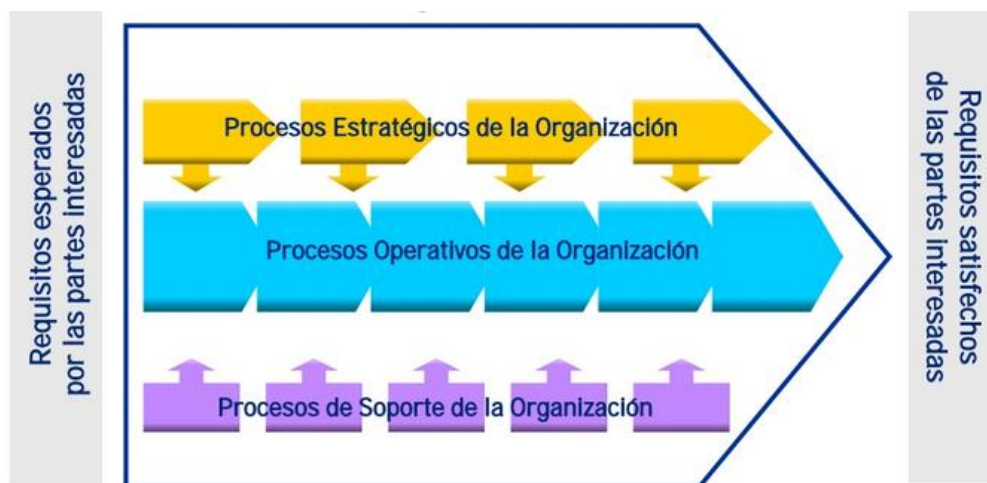 Requisitos esperados
por las partes interesadas
Procesos Estratégicos de la Organización
Procesos Operativos de la Organización
Procesos de Soporte de la Organización
Requisitos satisfechos
de las partes interesadas